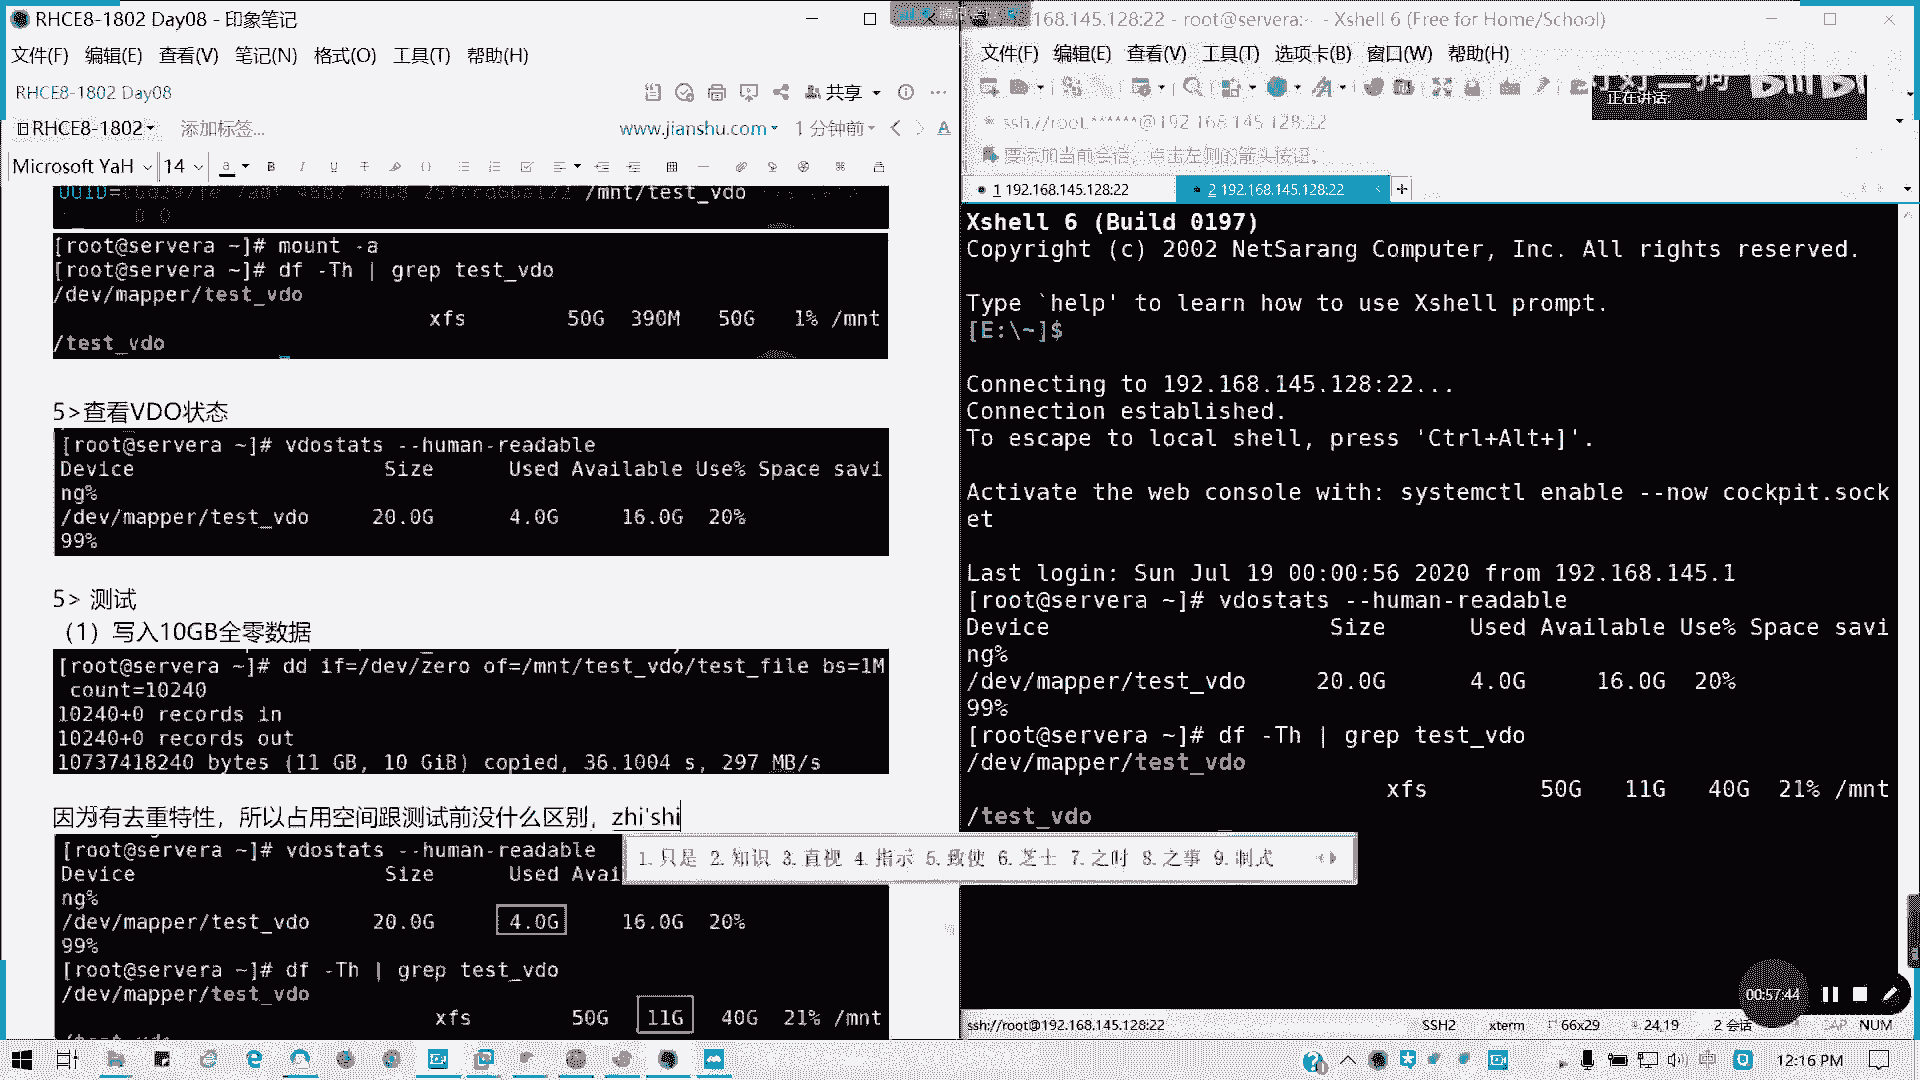 RHCE8-1802 Day08 - 印象笔记
文件(F) 编辑(E) 查看(V) 笔记(N) 格式(O) 工具(T) 帮助(H)
RHCE8-1802 Day08
共享
RHCE8-1802
添加标签...
www.jianshu.com
1 分钟前
Microsoft YaH 14
/mnt/test_vdo
0 0
[root@servera ~]# mount -a
[root@servera ~]# df -Th | grep test_vdo
/dev/mapper/test_vdo
xfs 50G 390M 50G 1% /mnt
/test_vdo
5>查看VDO状态
[root@servera ~]# vdostats --human-readable
Device Size Used Available Use% Space savi
ng%
/dev/mapper/test_vdo 20.0G 4.0G 16.0G 20%
99%
5> 测试
（1）写入10GB全零数据
[root@servera ~]# dd if=/dev/zero of=/mnt/test_vdo/test_file bs=1M
count=10240
10240+0 records in
10240+0 records out
10737418240 bytes (11 GB, 10 GiB) copied, 36.1004 s, 297 MB/s
因为有去重特性，所以占用空间跟测试前没什么区别，zhi'shi
1.只是 2.知识 3.直视 4.指示 5.致使 6.芝士 7.之时 8.之事 9.制式
[root@servera ~]# vdostats --human-readable
Device Size Used Avai
ng%
/dev/mapper/test_vdo 20.0G 4.0G 16.0G 20%
99%
[root@servera ~]# df -Th | grep test_vdo
/dev/mapper/test_vdo
xfs 50G 11G 40G 21% /mnt
168.145.128:22 - root@servera:~ - Xshell 6 (Free for Home/School)
文件(F) 编辑(E) 查看(V) 工具(T) 选项卡(B) 窗口(W) 帮助(H)
正在讲话:
ssh://root:******@192.168.145.128:22
要添加当前会话，点击左侧的箭头按钮。
1 192.168.145.128:22
2 192.168.145.128:22
Xshell 6 (Build 0197)
Copyright (c) 2002 NetSarang Computer, Inc. All rights reserved.
Type `help' to learn how to use Xshell prompt.
[E:\~]$
Connecting to 192.168.145.128:22...
Connection established.
To escape to local shell, press 'Ctrl+Alt+]'.
Activate the web console with: systemctl enable --now cockpit.sock
et
Last login: Sun Jul 19 00:00:56 2020 from 192.168.145.1
[root@servera ~]# vdostats --human-readable
Device Size Used Available Use% Space savi
ng%
/dev/mapper/test_vdo 20.0G 4.0G 16.0G 20%
99%
[root@servera ~]# df -Th | grep test_vdo
/dev/mapper/test_vdo
xfs 50G 11G 40G 21% /mnt
/test_vdo
00:57:44
ssh://root@192.168.145.128:22 SSH2 xterm 66x29 24,19 2 会话 CAP NUM
12:16 PM